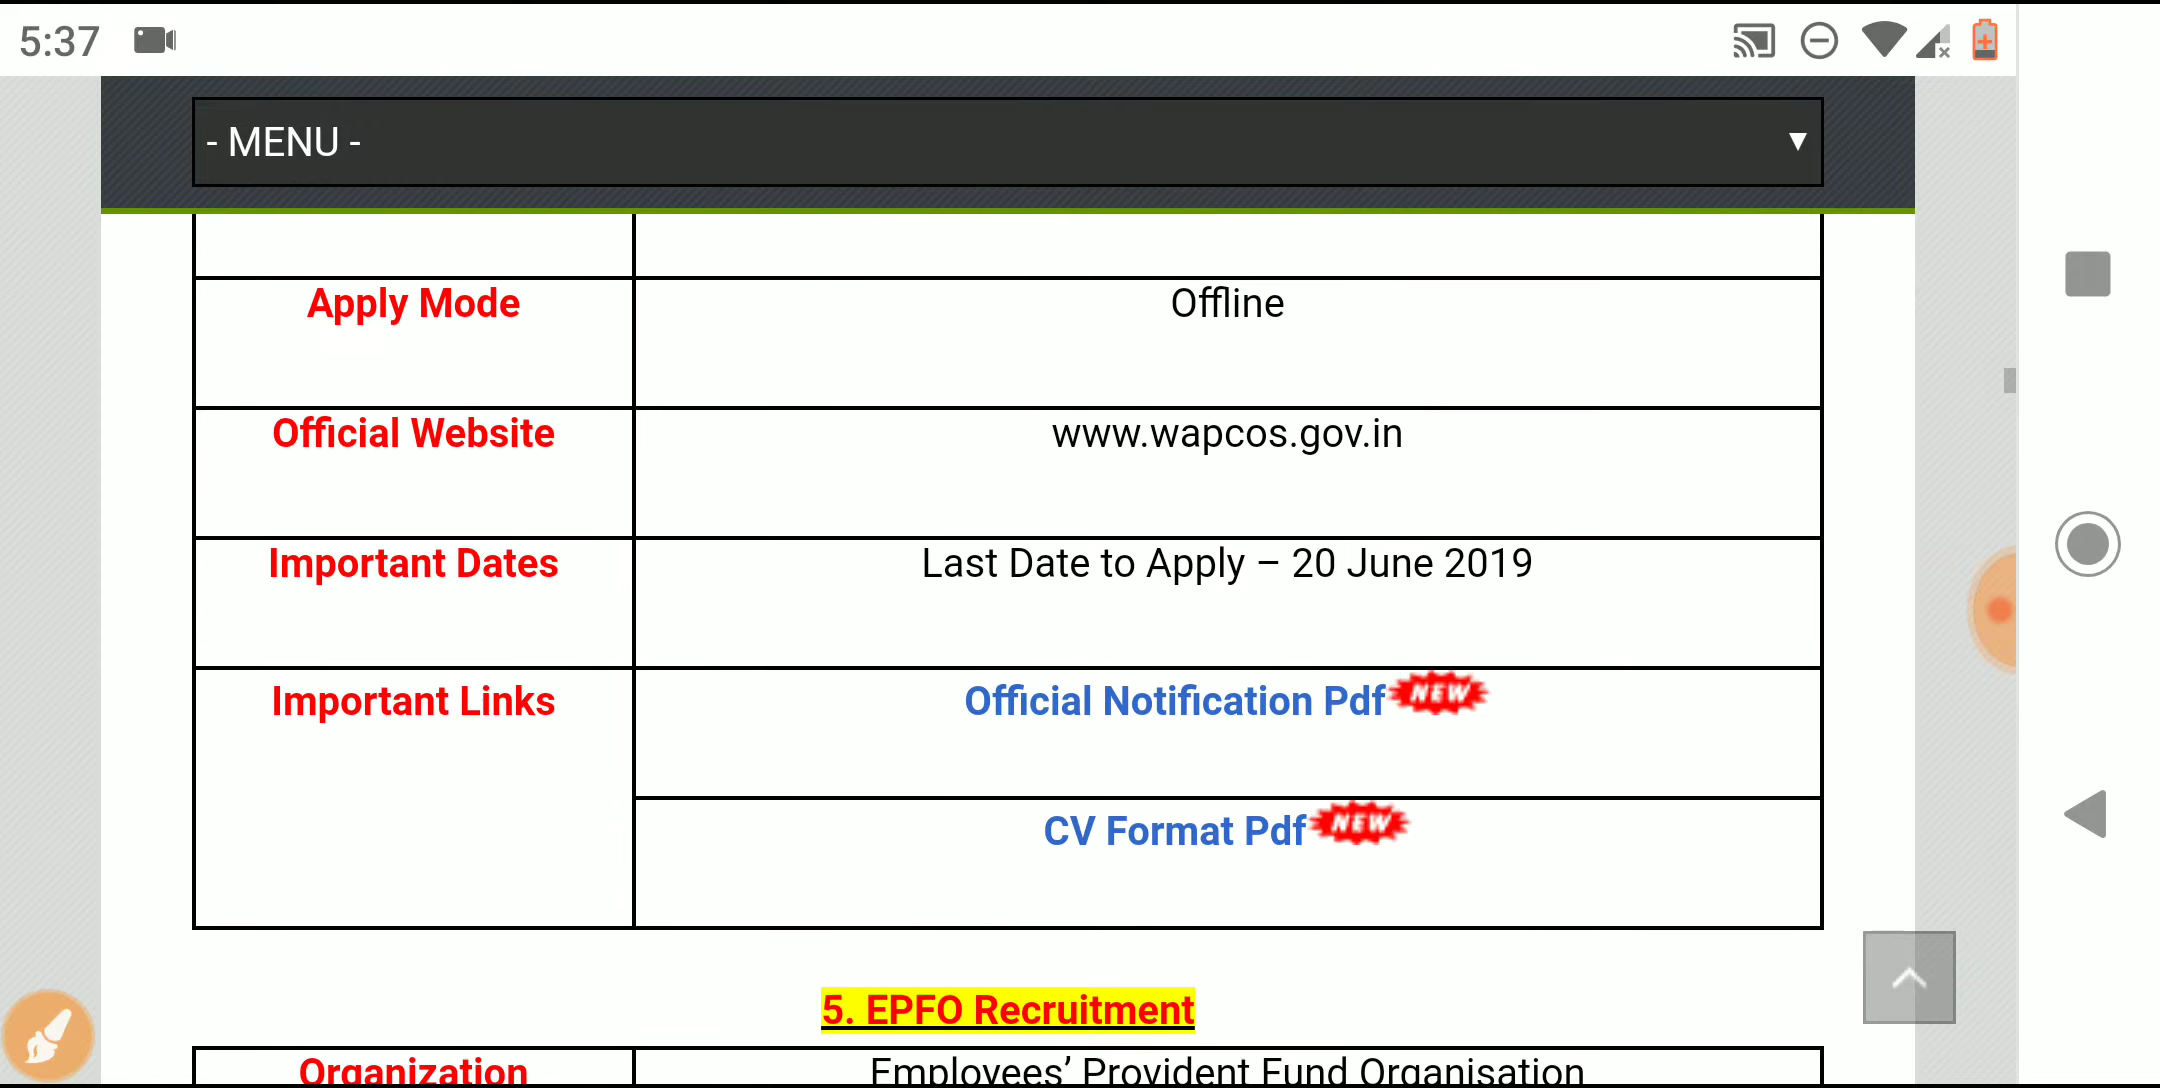 5:37
- MENU -
Apply Mode
Offline
Official Website
www.wapcos.gov.in
Important Dates
Last Date to Apply – 20 June 2019
Important Links
Official Notification Pdf NEW
CV Format Pdf NEW
5. EPFO Recruitment
Organization
Employees’ Provident Fund Organisation